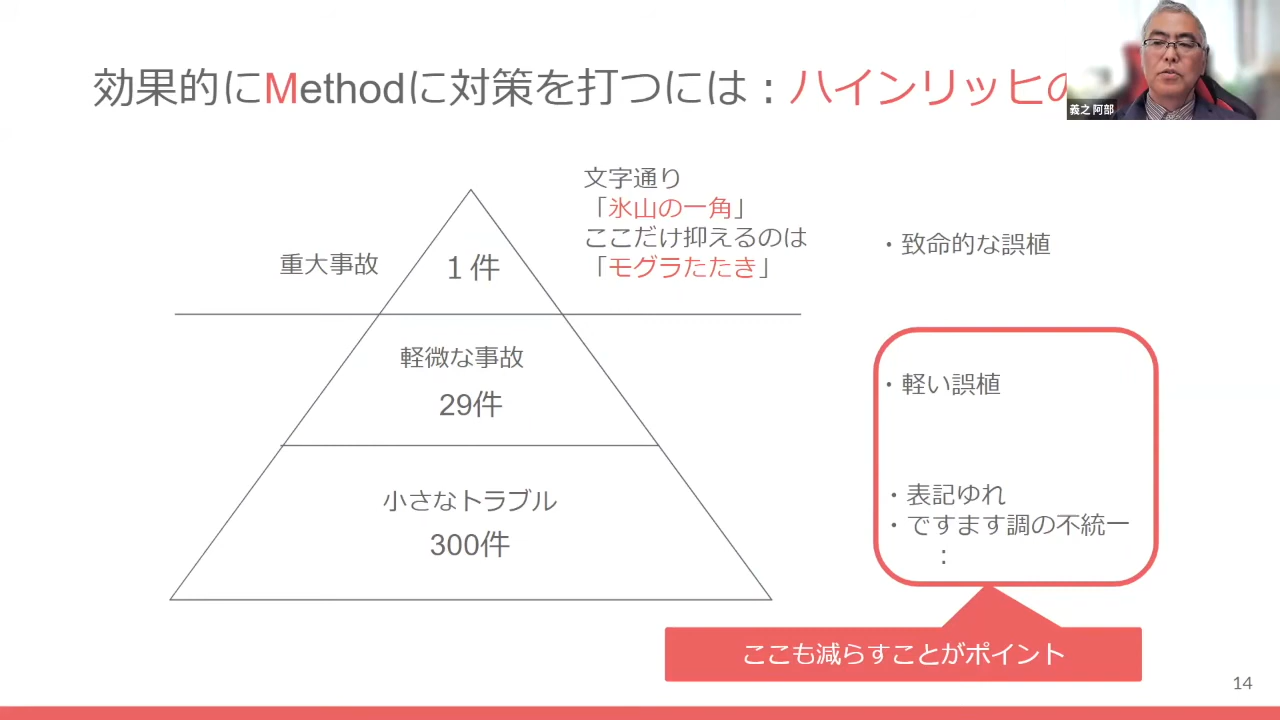 効果的にMethodに対策を打つには：ハインリッヒの
義之 阿部
文字通り
「氷山の一角」
ここだけ抑えるのは
「モグラたたき」
重大事故
1 件
・致命的な誤植
軽微な事故
29件
・軽い誤植
小さなトラブル
300件
・表記ゆれ
・ですます調の不統一
：
ここも減らすことがポイント
14